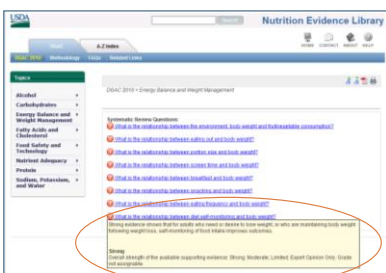 USDA
Search
Nutrition Evidence Library
HOME CONTACT ABOUT HELP
DGAC
A-Z Index
DGAC 2010 Methodology FAQs Related Links
Topics
Alcohol
Carbohydrates
Energy Balance and
Weight Management
Fatty Acids and
Cholesterol
Food Safety and
Technology
Nutrient Adequacy
Protein
Sodium, Potassium,
and Water
DGAC 2010 > Energy Balance and Weight Management
Systematic Review Questions:
What is the relationship between the environment, body weight and fruit/vegetable consumption?
What is the relationship between eating out and body weight?
What is the relationship between portion size and body weight?
What is the relationship between screen time and body weight?
What is the relationship between breakfast and body weight?
What is the relationship between snacking and body weight?
What is the relationship between eating frequency and body weight?
What is the relationship between diet self-monitoring and body weight?
Strong evidence shows that for adults who need or desire to lose weight, or who are maintaining body weight
following weight loss, self-monitoring of food intake improves outcomes.
Strong
Overall strength of the available supporting evidence: Strong; Moderate; Limited; Expert Opinion Only; Grade
not assignable